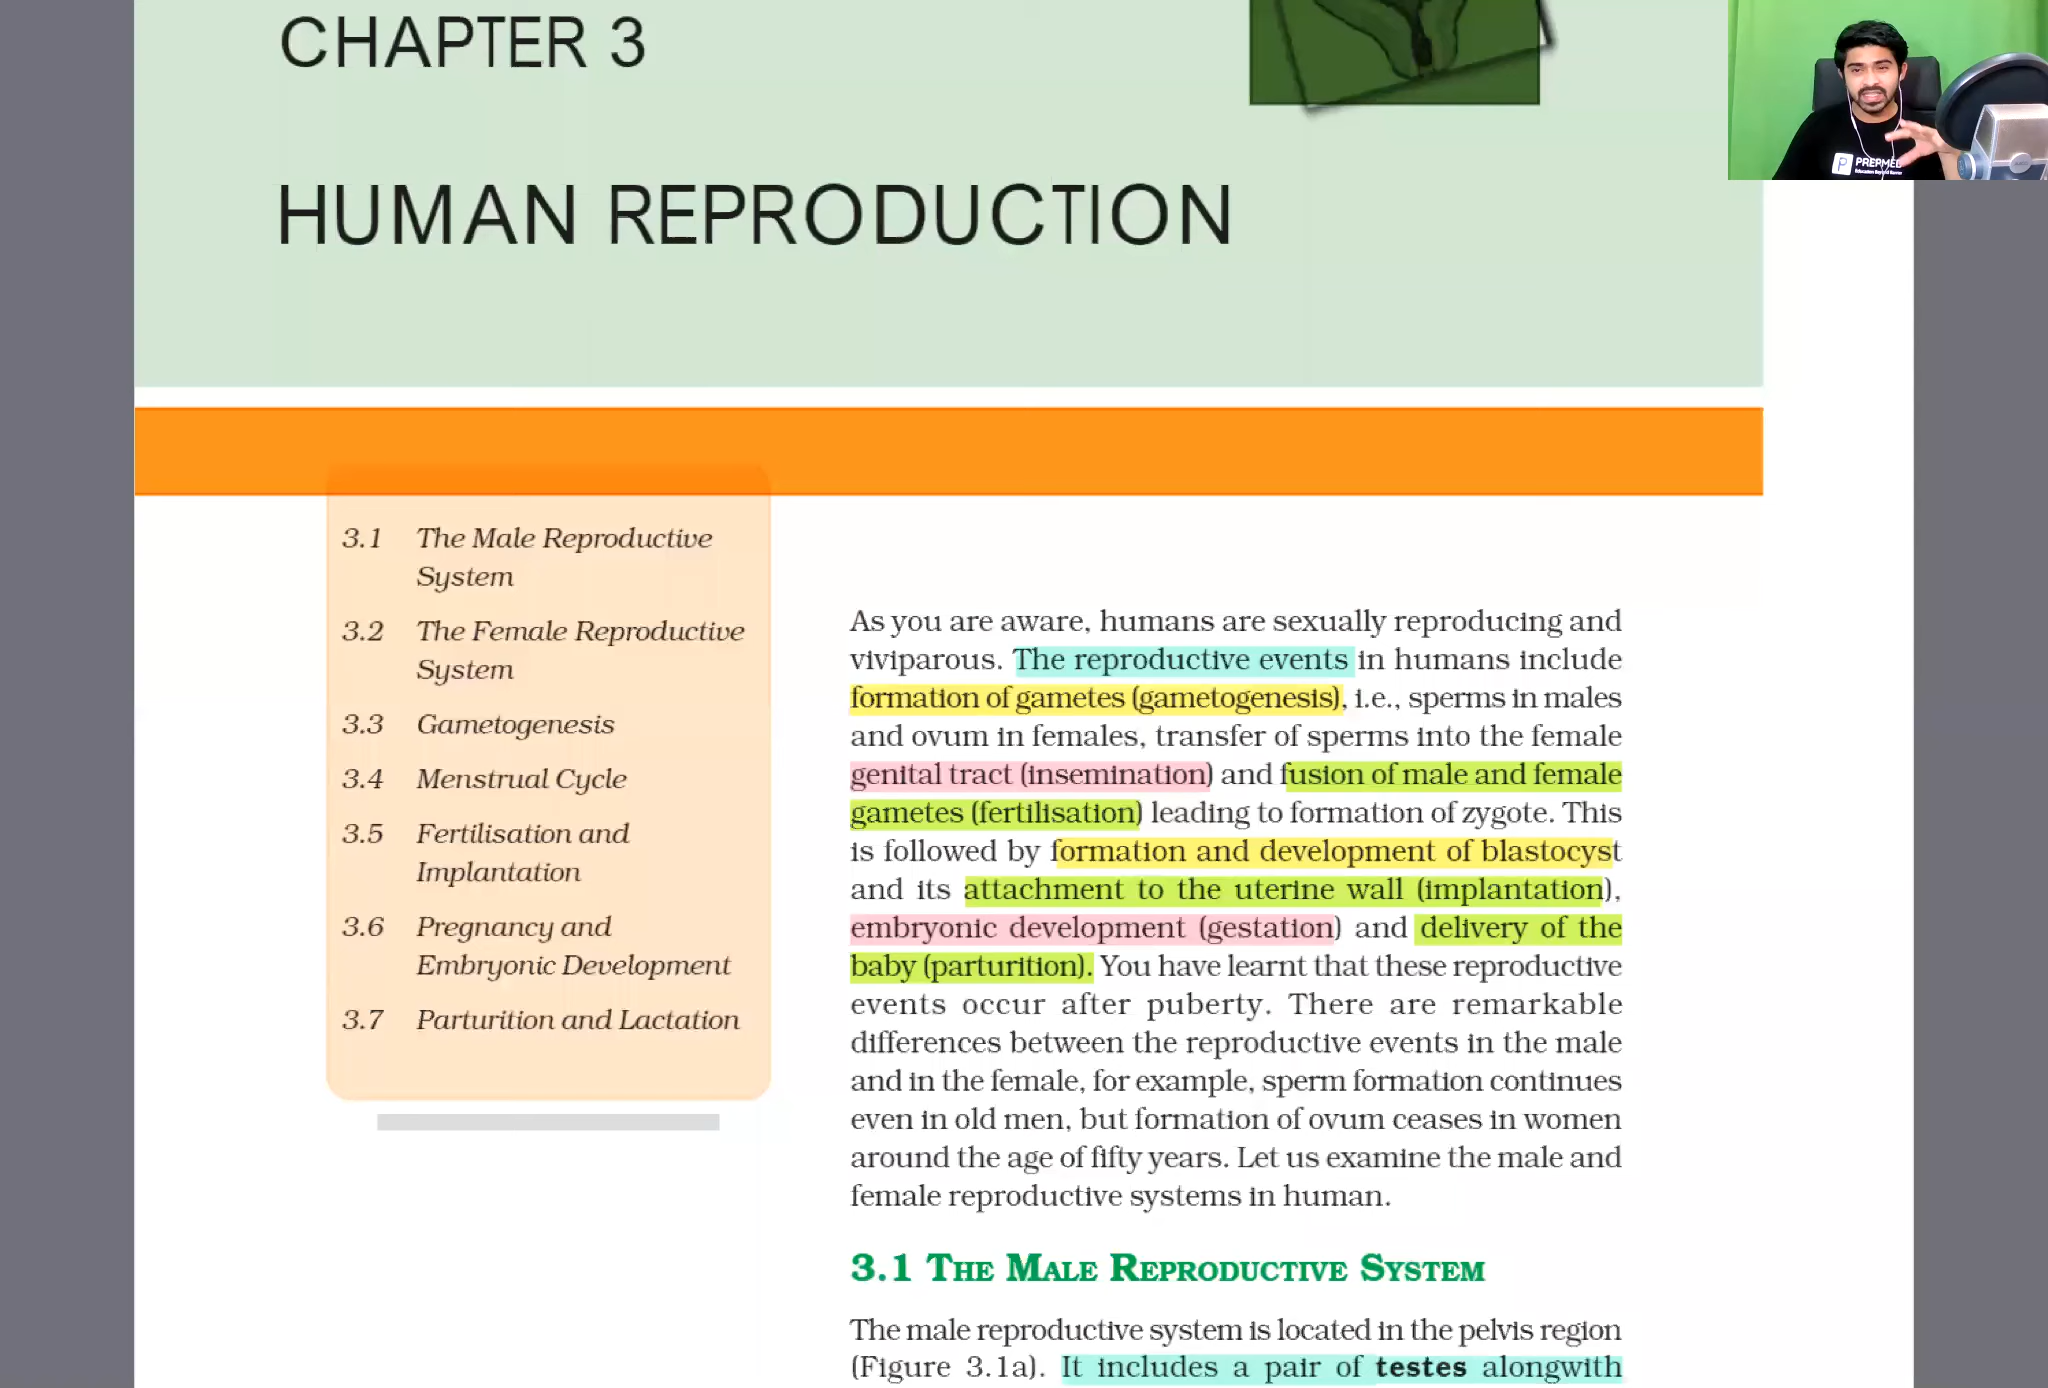 CHAPTER 3
HUMAN REPRODUCTION
PREPMED
3.1 The Male Reproductive
System
3.2 The Female Reproductive
System
3.3 Gametogenesis
3.4 Menstrual Cycle
3.5 Fertilisation and
Implantation
3.6 Pregnancy and
Embryonic Development
3.7 Parturition and Lactation
As you are aware, humans are sexually reproducing and
viviparous. The reproductive events in humans include
formation of gametes (gametogenesis), i.e., sperms in males
and ovum in females, transfer of sperms into the female
genital tract (insemination) and fusion of male and female
gametes (fertilisation) leading to formation of zygote. This
is followed by formation and development of blastocyst
and its attachment to the uterine wall (implantation),
embryonic development (gestation) and delivery of the
baby (parturition). You have learnt that these reproductive
events occur after puberty. There are remarkable
differences between the reproductive events in the male
and in the female, for example, sperm formation continues
even in old men, but formation of ovum ceases in women
around the age of fifty years. Let us examine the male and
female reproductive systems in human.
3.1 The Male Reproductive System
The male reproductive system is located in the pelvis region
(Figure 3.1a). It includes a pair of testes alongwith